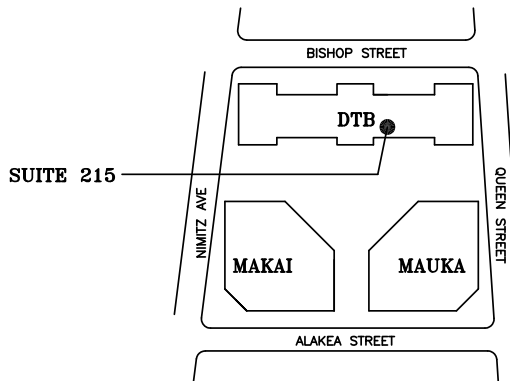 BISHOP STREET
DTB
SUITE 215
NIMITZ AVE
QUEEN STREET
MAKAI
MAUKA
ALAKEA STREET